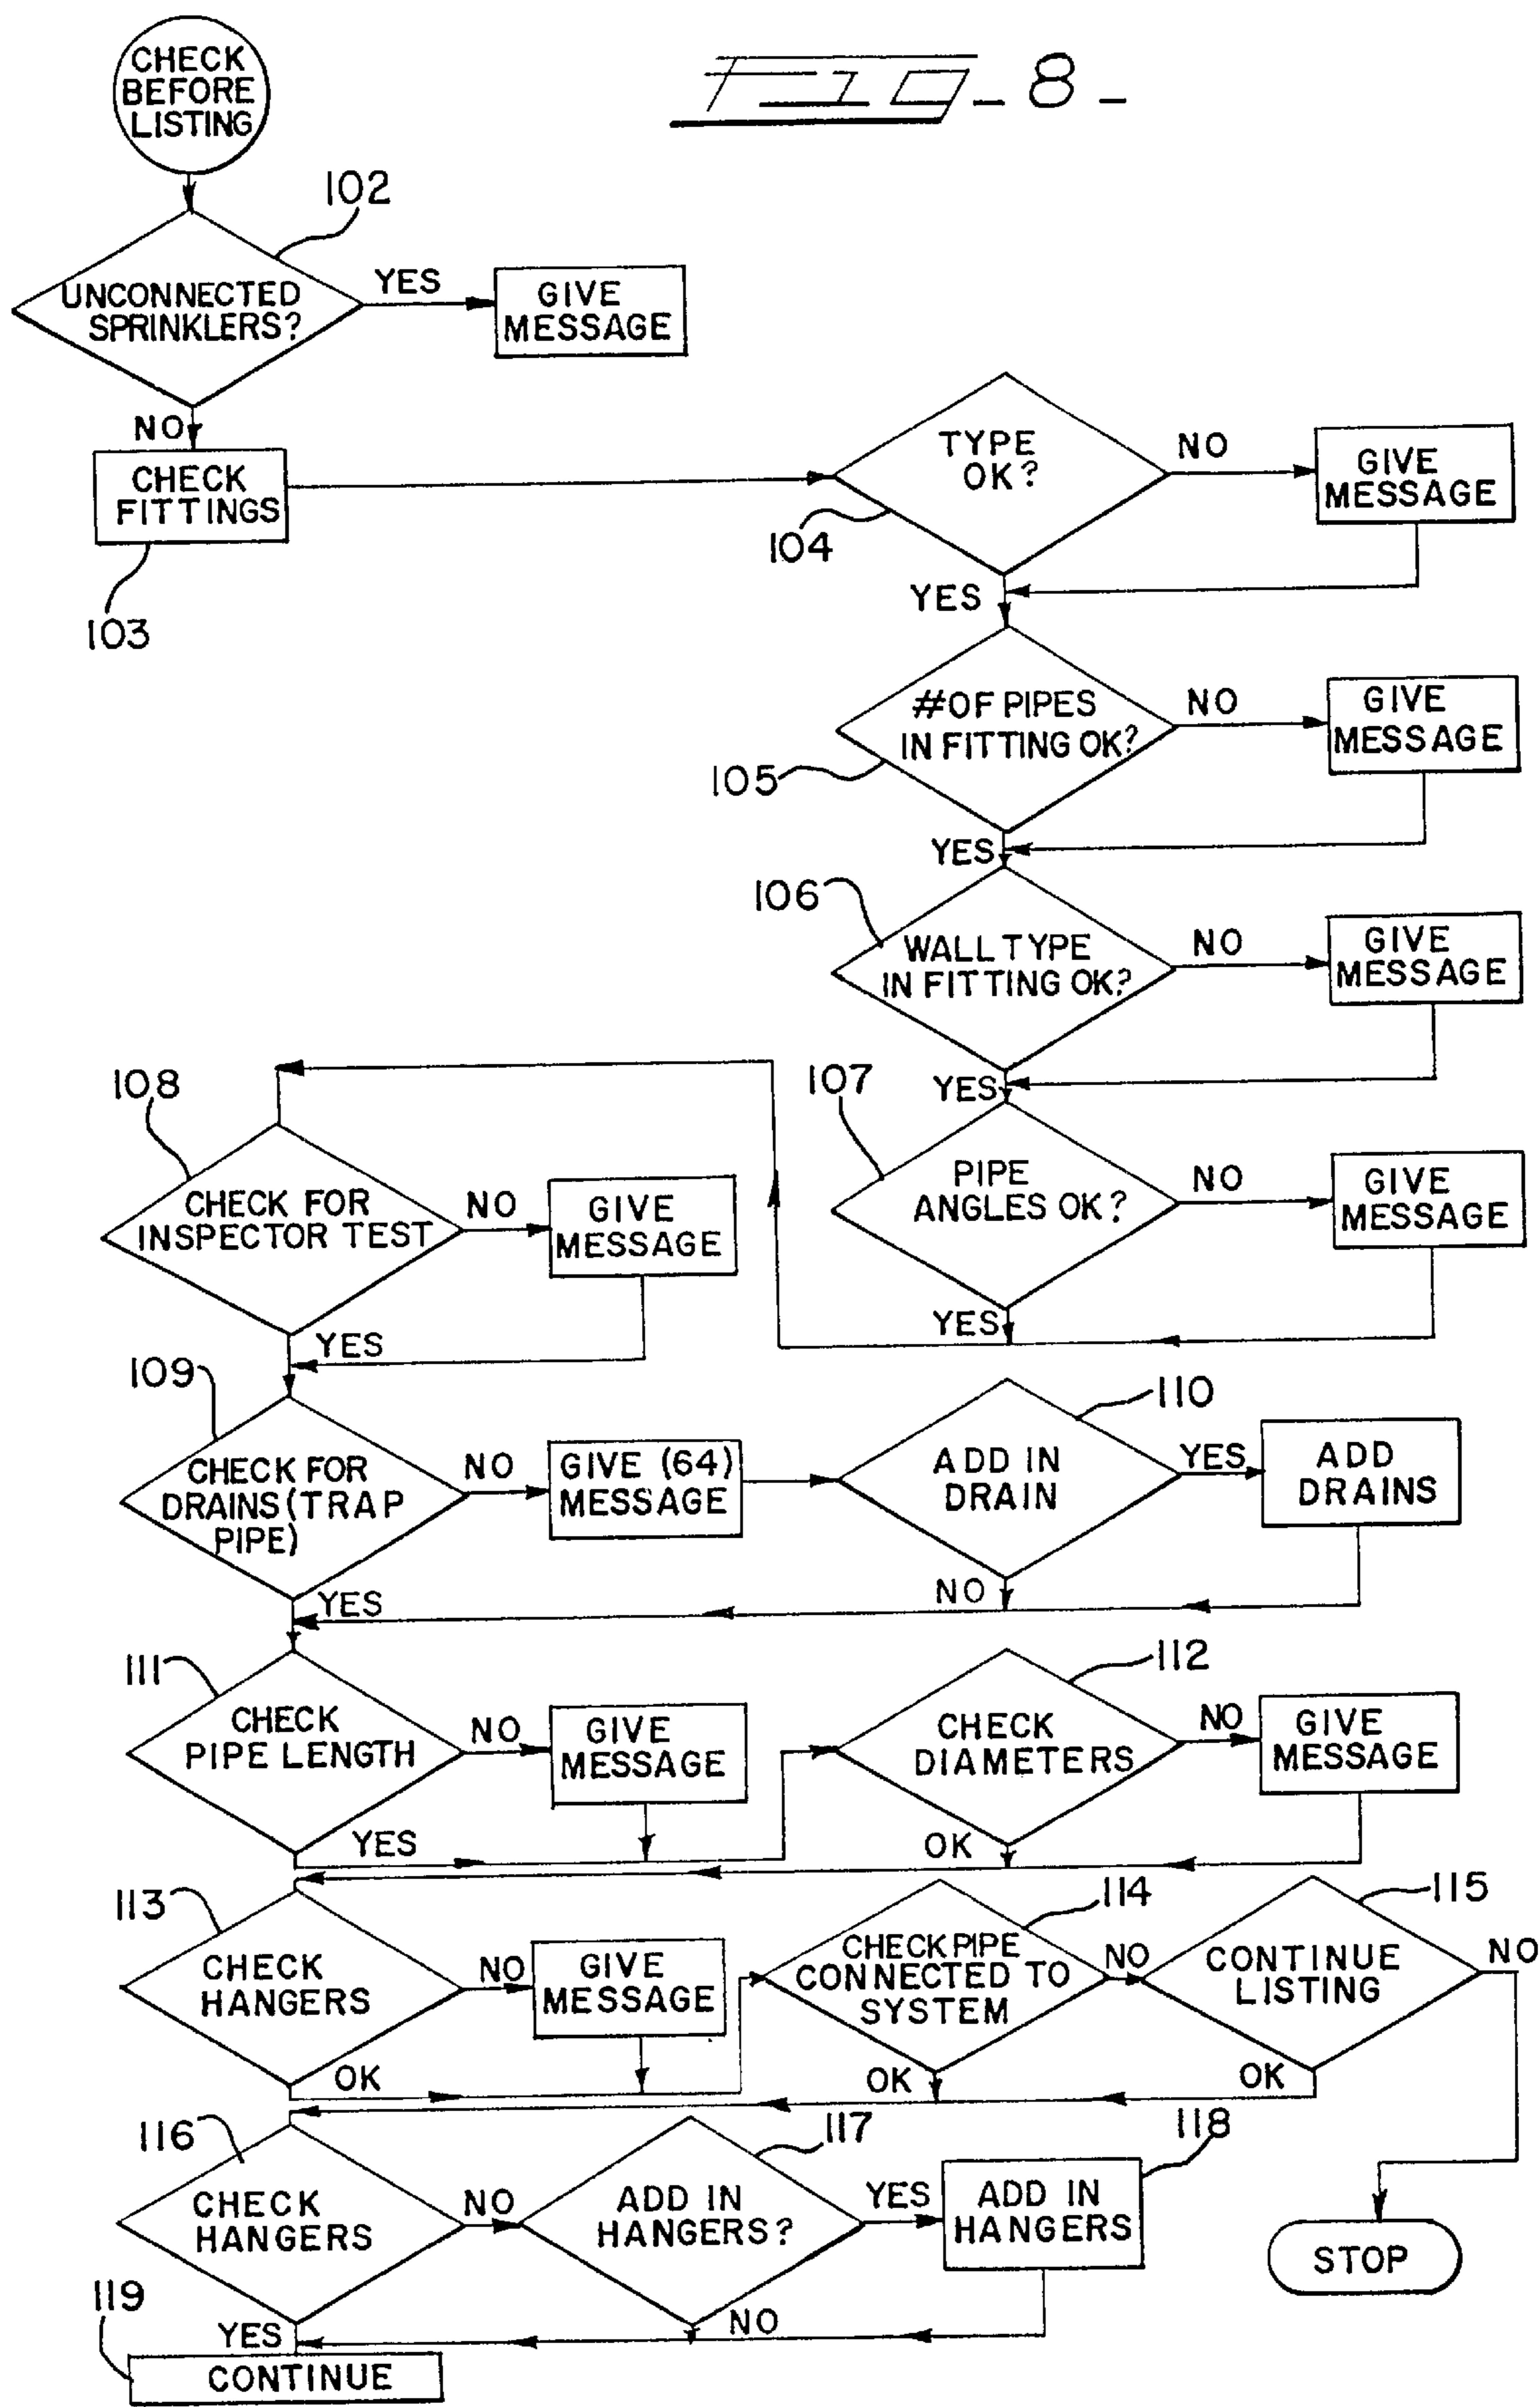 FIG_8_
CHECK
BEFORE
LISTING
102
UNCONNECTED
SPRINKLERS?
YES
GIVE
MESSAGE
NO
CHECK
FITTINGS
103
TYPE
OK?
104
NO
GIVE
MESSAGE
YES
#OF PIPES
IN FITTING OK?
105
NO
GIVE
MESSAGE
YES
106
WALL TYPE
IN FITTING OK?
NO
GIVE
MESSAGE
YES
107
PIPE
ANGLES OK?
NO
GIVE
MESSAGE
YES
108
CHECK FOR
INSPECTOR TEST
NO
GIVE
MESSAGE
YES
109
CHECK FOR
DRAINS (TRAP
PIPE)
NO
GIVE (64)
MESSAGE
110
ADD IN
DRAIN
YES
ADD
DRAINS
NO
YES
111
CHECK
PIPE LENGTH
NO
GIVE
MESSAGE
YES
112
CHECK
DIAMETERS
NO
GIVE
MESSAGE
OK
113
CHECK
HANGERS
NO
GIVE
MESSAGE
OK
114
CHECK PIPE
CONNECTED TO
SYSTEM
NO
OK
115
CONTINUE
LISTING
NO
OK
STOP
116
CHECK
HANGERS
NO
117
ADD IN
HANGERS?
YES
118
ADD IN
HANGERS
NO
YES
119
CONTINUE